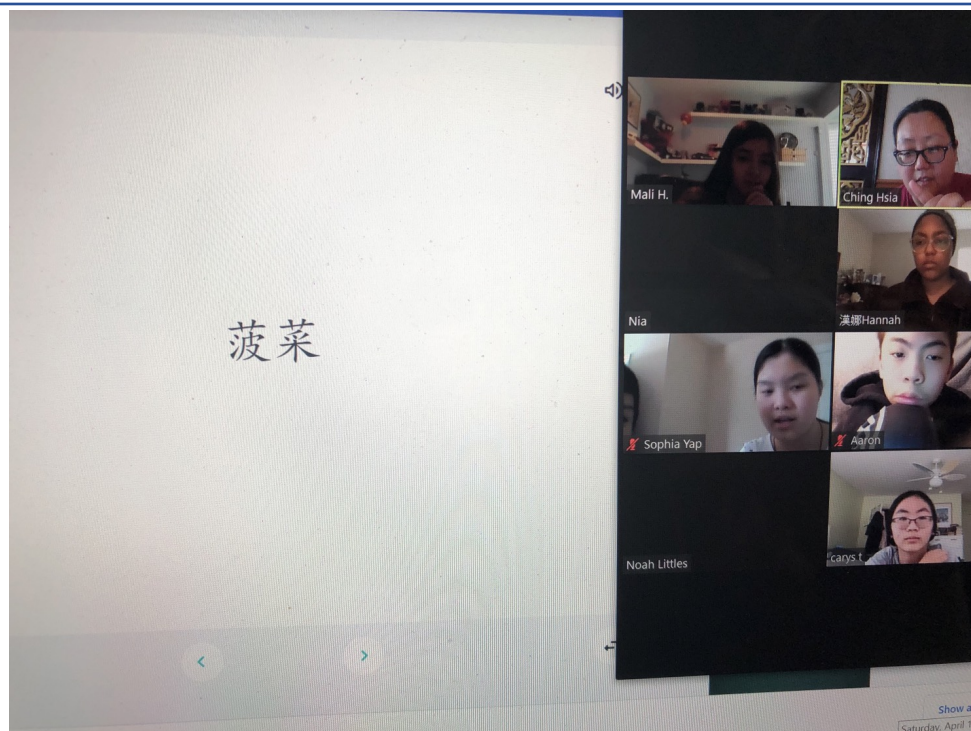 菠菜
Mali H.
Ching Hsia
Nia
漢娜Hannah
Sophia Yap
Aaron
Noah Littles
carys t
Show a
Saturday, April 1